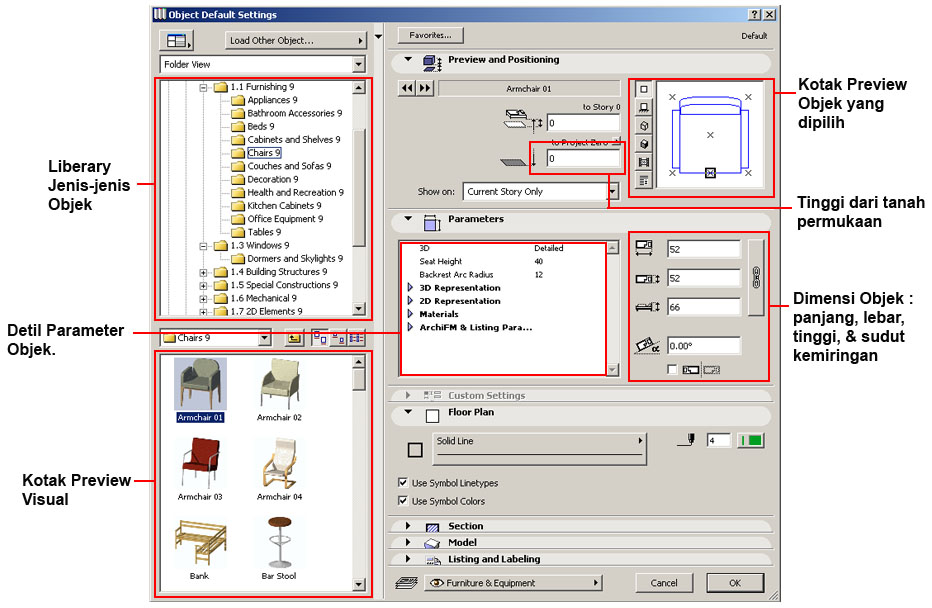 Object Default Settings
Load Other Object...
Folder View
1.1 Furnishing 9
Appliances 9
Bathroom Accessories 9
Beds 9
Cabinets and Shelves 9
Chairs 9
Couches and Sofas 9
Decoration 9
Health and Recreation 9
Kitchen Cabinets 9
Office Equipment 9
Tables 9
1.3 Windows 9
Dormers and Skylights 9
1.4 Building Structures 9
1.5 Special Constructions 9
1.6 Mechanical 9
1.7 2D Elements 9
Chairs 9
Armchair 01
Armchair 02
Armchair 03
Armchair 04
Bank
Bar Stool
Favorites...
Default
Preview and Positioning
Armchair 01
to Story 0
0
to Project Zero
0
Show on:
Current Story Only
Parameters
3D Detailed
Seat Height 40
Backrest Arc Radius 12
3D Representation
2D Representation
Materials
ArchiFM & Listing Para...
52
52
66
0.00°
α
Custom Settings
Floor Plan
Solid Line
4
Use Symbol Linetypes
Use Symbol Colors
Section
Model
Listing and Labeling
Furniture & Equipment
Cancel
OK
Liberary
Jenis-jenis
Objek
Detil Parameter
Objek.
Kotak Preview
Visual
Kotak Preview
Objek yang
dipilih
Tinggi dari tanah
permukaan
Dimensi Objek :
panjang, lebar,
tinggi, & sudut
kemiringan